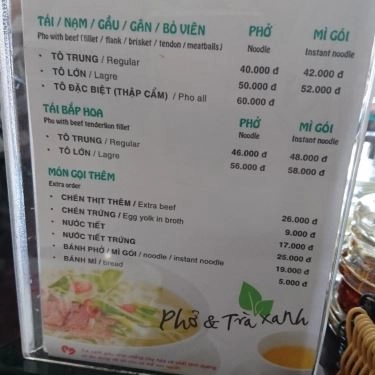 TÁI / NẠM / GẦU / GÂN / BÒ VIÊN PHỞ MÌ GÓI
Pho with beef (fillet / flank / brisket / tendon / meatballs) Noodle Instant noodle
• TÔ TRUNG / Regular 40.000 đ 42.000 đ
• TÔ LỚN / Lagre 50.000 đ 52.000 đ
• TÔ ĐẶC BIỆT (THẬP CẨM) / Pho all 60.000 đ
TÁI BẮP HOA PHỞ MÌ GÓI
Pho with beef tenderlion fillet Noodle Instant noodle
• TÔ TRUNG / Regular 46.000 đ 48.000 đ
• TÔ LỚN / Lagre 56.000 đ 58.000 đ
MÓN GỌI THÊM
Extra order
• CHÉN THỊT THÊM / Extra beef 26.000 đ
• CHÉN TRỨNG / Egg yolk in broth 9.000 đ
• NƯỚC TIẾT 17.000 đ
• NƯỚC TIẾT TRỨNG 25.000 đ
• BÁNH PHỞ / MÌ GÓI / noodle / instant noodle 19.000 đ
• BÁNH MÌ / bread 5.000 đ
Phở & Trà Xanh